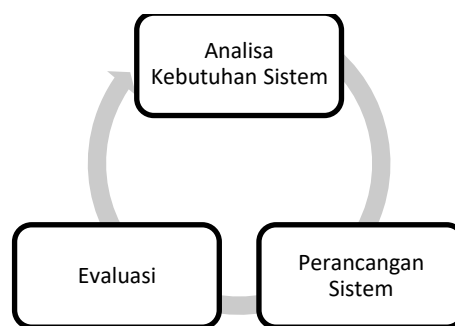 Analisa
Kebutuhan Sistem
Evaluasi
Perancangan
Sistem